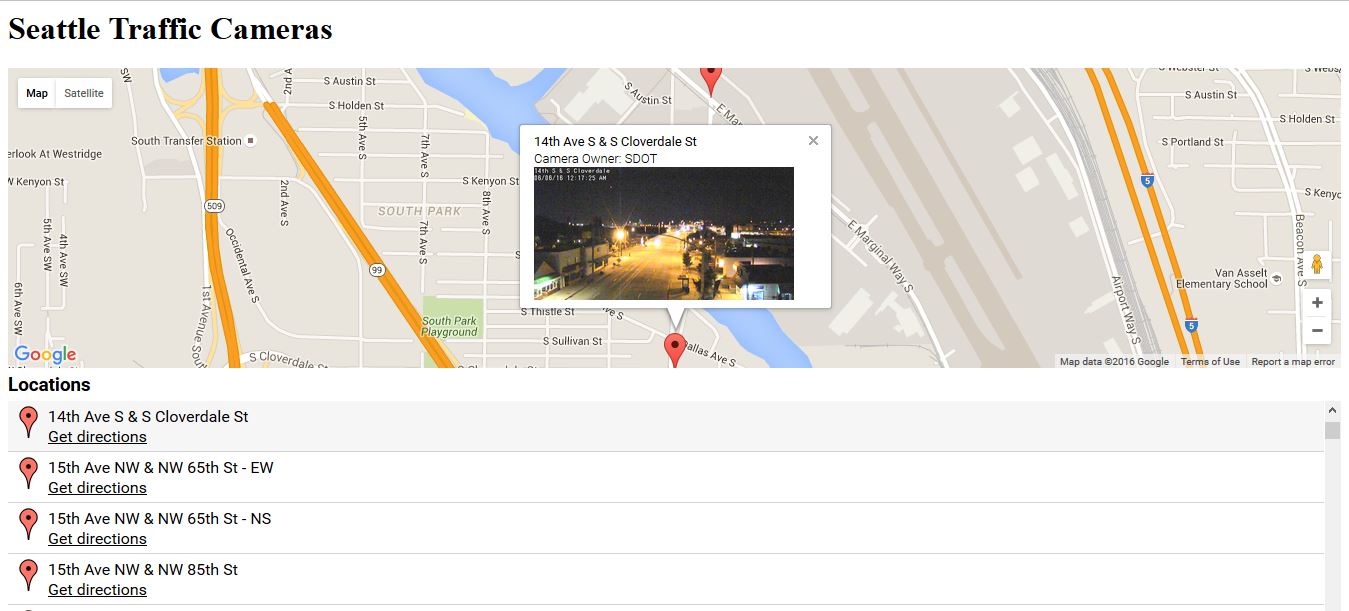 Seattle Traffic Cameras
Map Satellite
SW
2nd A
S Austin St
S Holden St
5th Ave S
7th Ave S
South Transfer Station
erlook At Westridge
W Kenyon St
S Kenyon St
2nd Ave S
8th Ave S
509
SOUTH PARK
7th Ave S
5th Ave SW
4th Ave SW
Occidental Ave S
99
6th Ave SW
1st Avenue Sou
South Park
Playground
S Cloverdale St
Google
S Austin St
E Marginal Way S
14th Ave S & S Cloverdale St
Camera Owner: SDOT
14th S & S Cloverdale
06/06/16 12:17:25 AM
S Thistle St
S Sullivan St
Dallas Ave S
S Webster St
S Austin St
S Holden St
S Portland St
5
S Kenyo
Beacon Ave S
Van Asselt
Elementary School
Airport Way S
5
+
−
Map data ©2016 Google Terms of Use Report a map error
Locations
14th Ave S & S Cloverdale St
Get directions
15th Ave NW & NW 65th St - EW
Get directions
15th Ave NW & NW 65th St - NS
Get directions
15th Ave NW & NW 85th St
Get directions